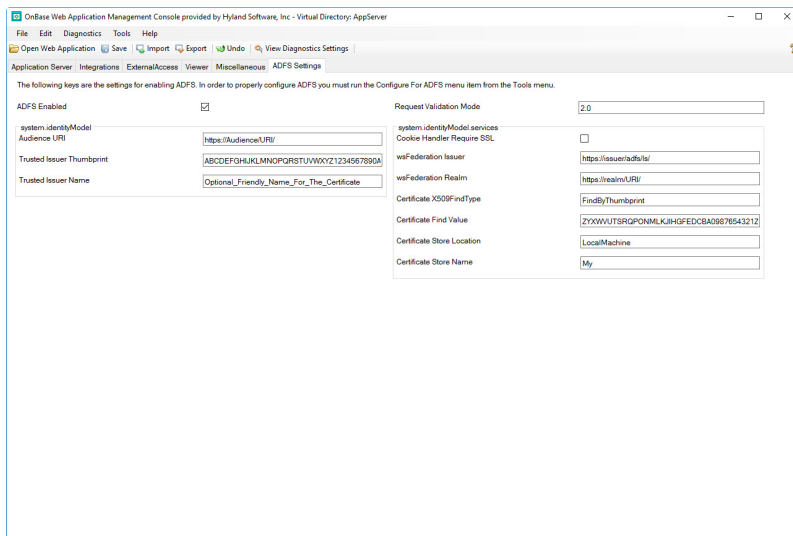 OnBase Web Application Management Console provided by Hyland Software, Inc - Virtual Directory: AppServer
File Edit Diagnostics Tools Help
Open Web Application Save Import Export Undo View Diagnostics Settings
Application Server Integrations ExternalAccess Viewer Miscellaneous ADFS Settings
The following keys are the settings for enabling ADFS. In order to properly configure ADFS you must run the Configure For ADFS menu item from the Tools menu.
ADFS Enabled
Request Validation Mode 2.0
system.identityModel
Audience URI https://Audience/URI/
Trusted Issuer Thumbprint ABCDEFGHIJKLMNOPQRSTUVWXYZ1234567890A
Trusted Issuer Name Optional_Friendly_Name_For_The_Certificate
system.identityModel.services
Cookie Handler Require SSL
wsFederation Issuer https://issuer/adfs/ls/
wsFederation Realm https://realm/URI/
Certificate X509FindType FindByThumbprint
Certificate Find Value ZYXWVUTSRQPONMLKJIHGFEDCBA0987654321Z
Certificate Store Location LocalMachine
Certificate Store Name My